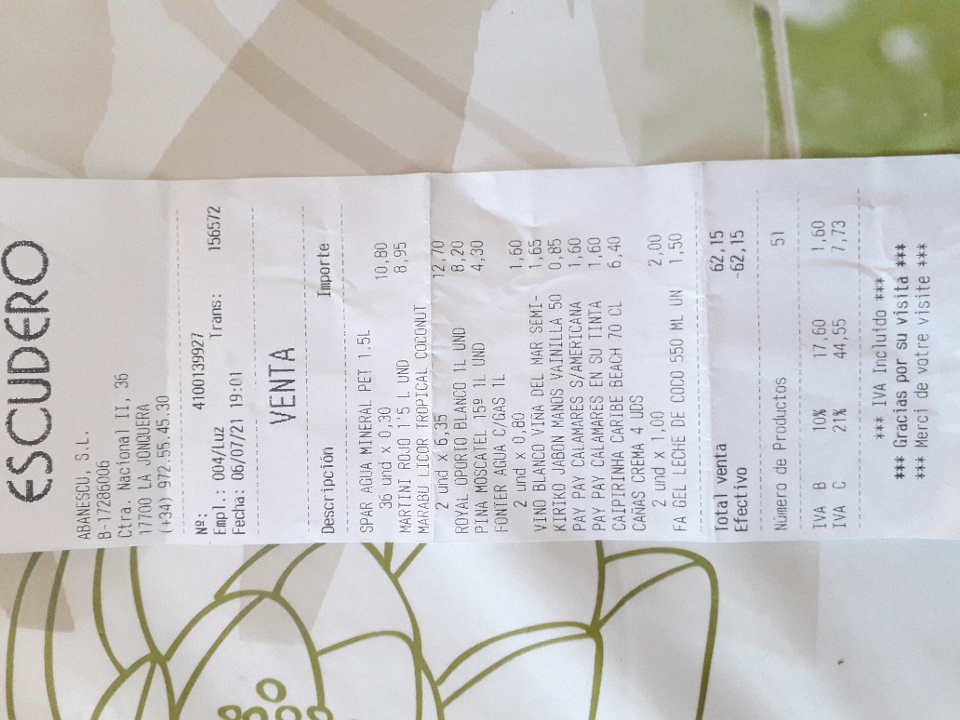 ESCUDERO
ABANESCU, S.L.
B-17286006
Ctra. Nacional II, 36
17700 LA JONQUERA
(+34) 972.55.45.30
Nº: 4100139927
Empl.: 004/Luz Trans: 156572
Fecha: 06/07/21 19:01
VENTA
Descripción Importe
SPAR AGUA MINERAL PET 1.5L
36 und x 0,30 10,80
MARTINI ROJO 1'5 L UND 8,95
MARABU LICOR TROPICAL COCONUT
2 und x 6,35 12,70
ROYAL OPORTO BLANCO 1L UND 8,20
PINA MOSCATEL 15º 1L UND 4,30
FONTER AGUA C/GAS 1L
2 und x 0,80 1,60
VINO BLANCO VINA DEL MAR SEMI- 1,65
KIRIKO JABON MANOS VAINILLA 50 0,85
PAY PAY CALAMARES S/AMERICANA 1,60
PAY PAY CALAMARES EN SU TINTA 1,60
CAIPIRINHA CARIBE BEACH 70 CL 6,40
CAÑAS CREMA 4 UDS
2 und x 1,00 2,00
FA GEL LECHE DE COCO 550 ML UN 1,50
Total venta 62,15
Efectivo -62,15
Número de Productos 51
IVA B 10% 17,60 1,60
IVA C 21% 44,55 7,73
*** IVA Incluido ***
*** Gracias por su visita ***
*** Merci de votre visite ***